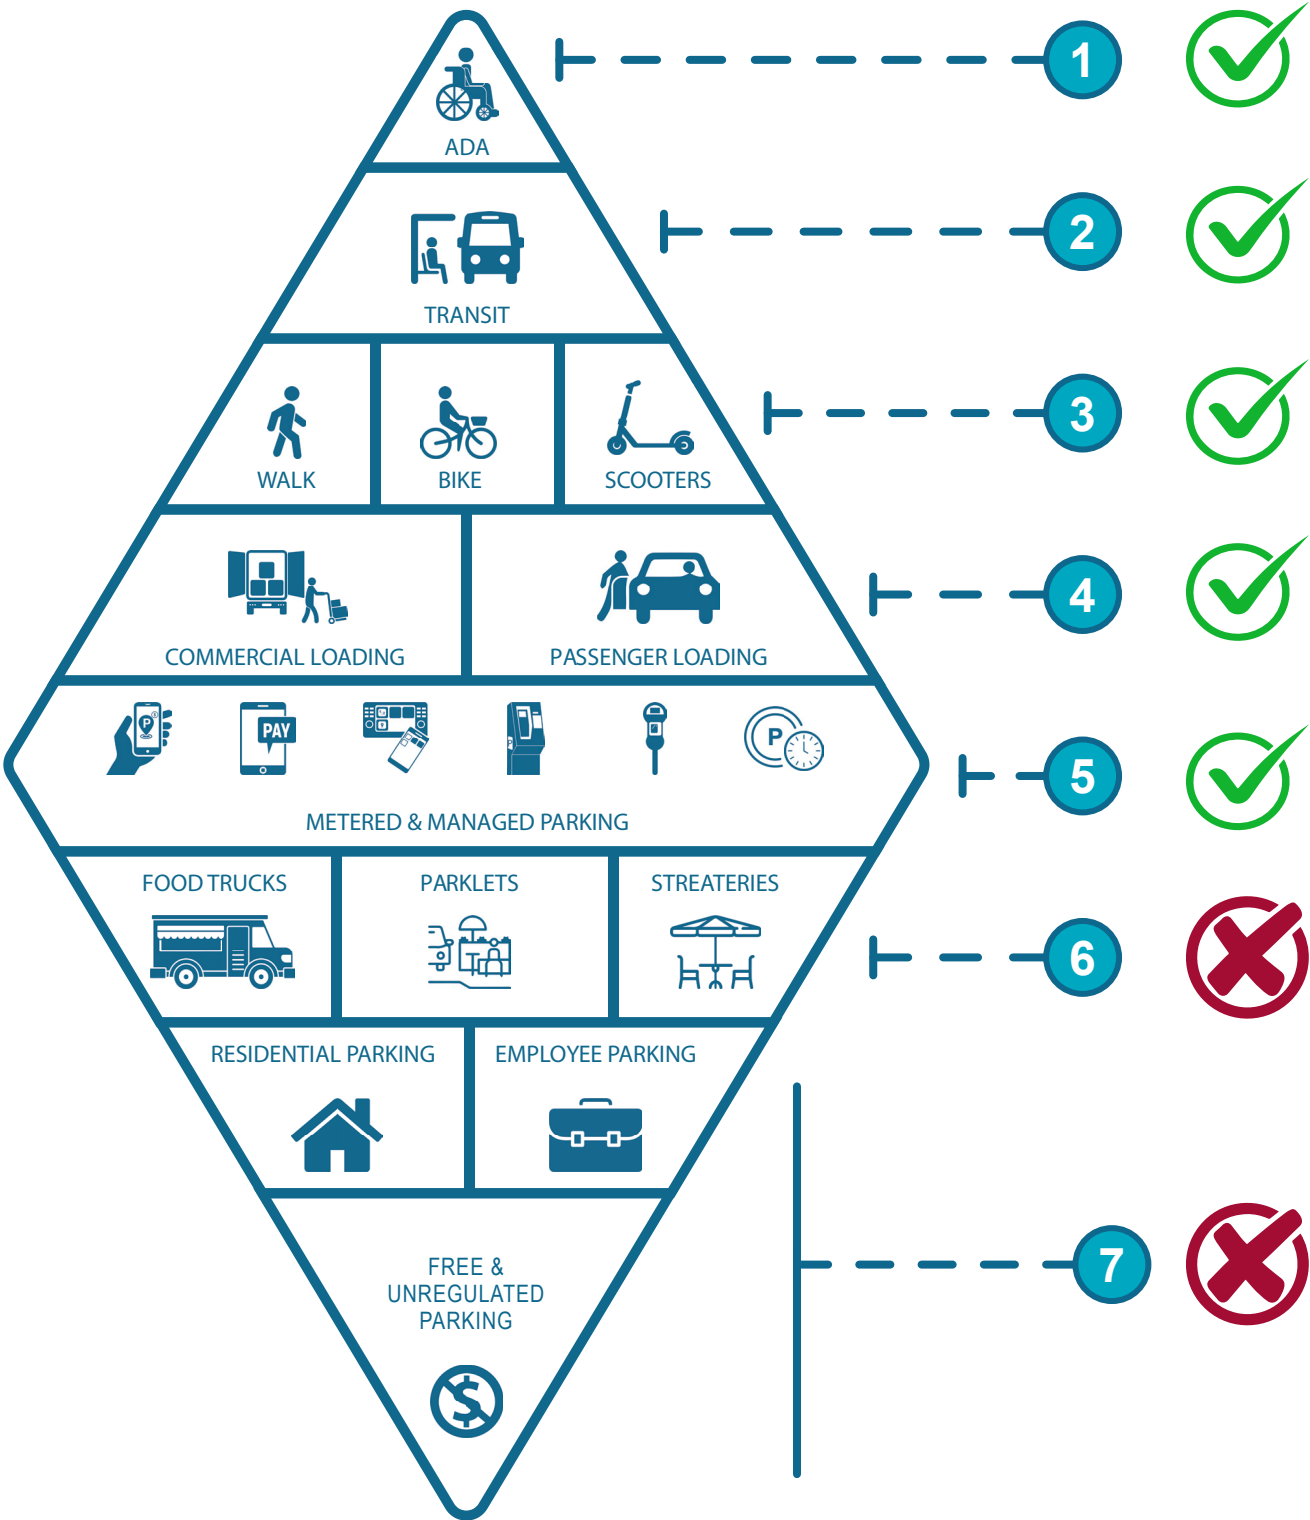 1
ADA
2
TRANSIT
3
WALK
BIKE
SCOOTERS
4
COMMERCIAL LOADING
PASSENGER LOADING
P
$
PAY
P
5
METERED & MANAGED PARKING
FOOD TRUCKS
PARKLETS
STREATERIES
6
RESIDENTIAL PARKING
EMPLOYEE PARKING
7
FREE &
UNREGULATED
PARKING
$